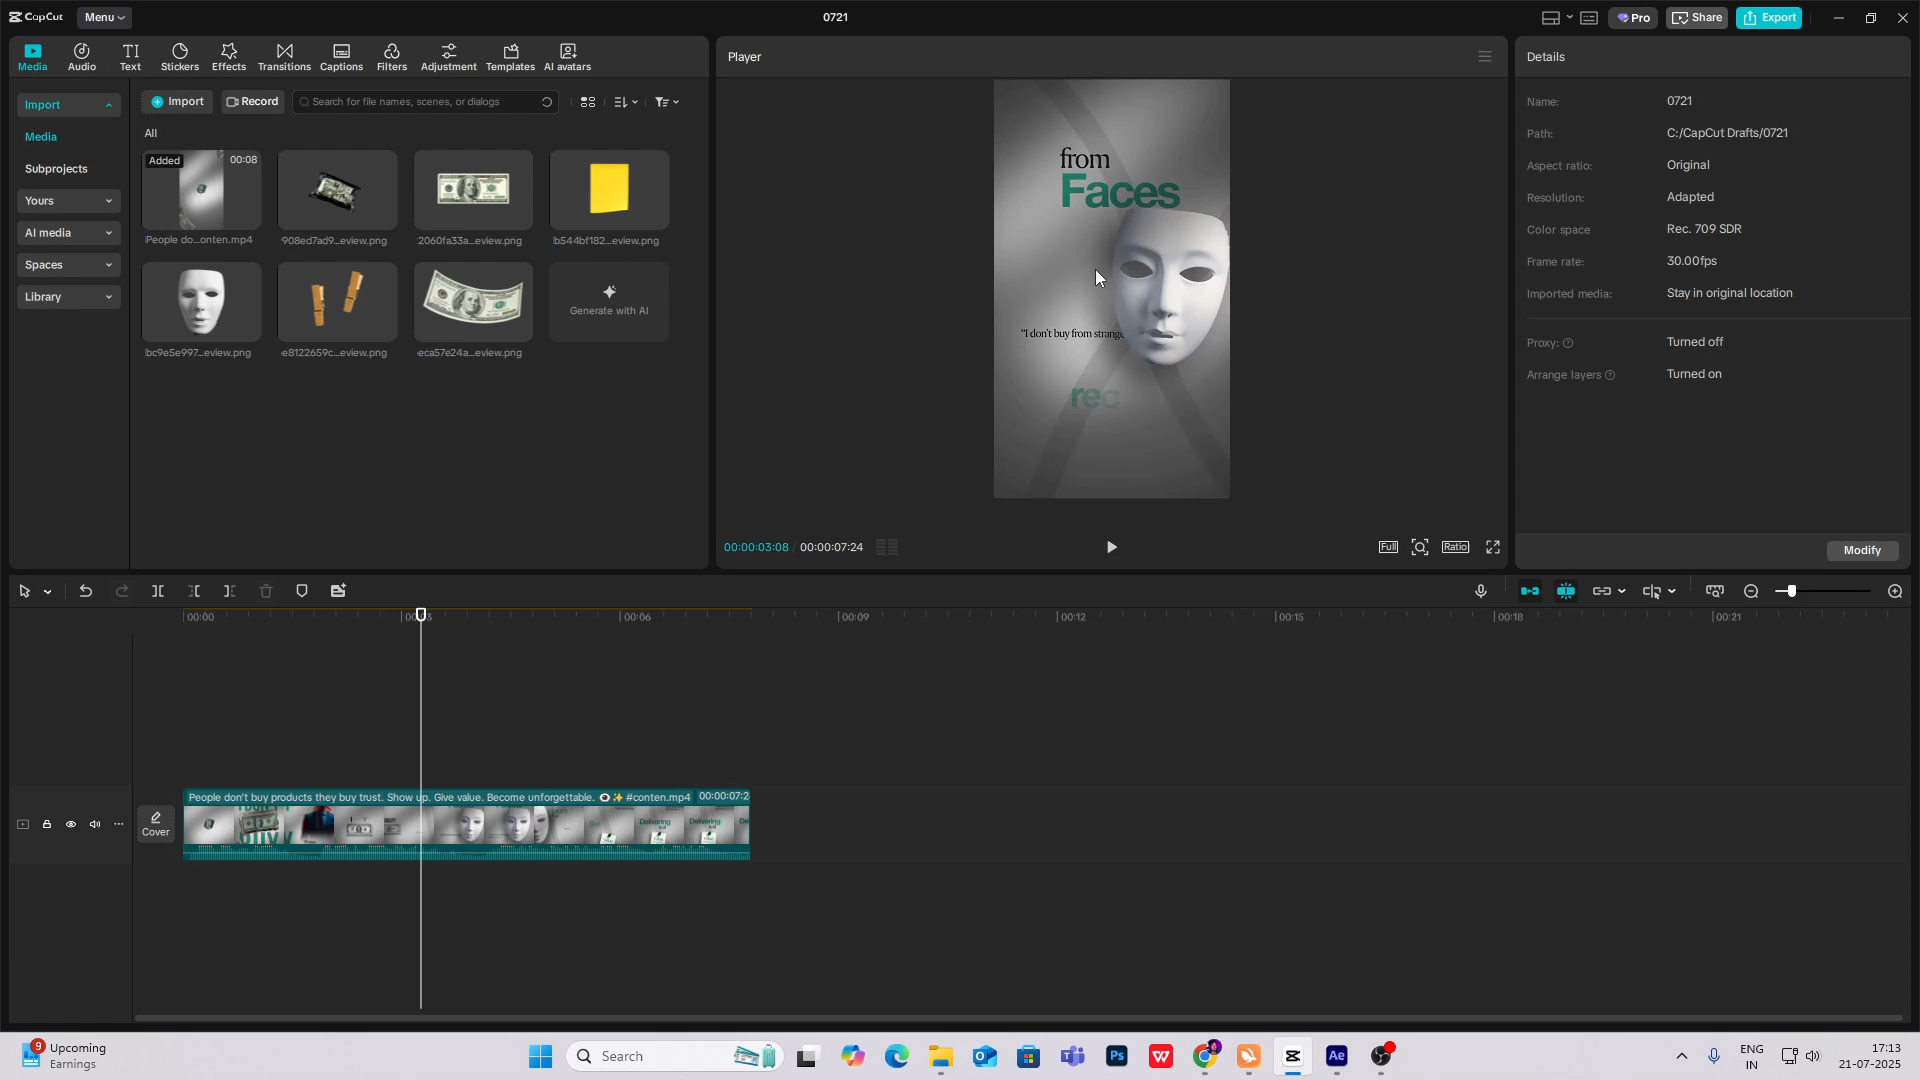 CapCut
Menu
0721
Pro
Share
Export
Media
Audio
Text
Stickers
Effects
Transitions
Captions
Filters
Adjustment
Templates
AI avatars
Import
Media
Subprojects
Yours
AI media
Spaces
Library
Import
Record
Search for file names, scenes, or dialogs
All
Added
00:08
People do...onten.mp4
908ed7ad9...eview.png
2060fa33a...eview.png
b544bf182...eview.png
bc9e5e997...eview.png
e8122659c...eview.png
eca57e24a...eview.png
Generate with AI
Player
from
Faces
"I don't buy from strange
rec
00:00:03:08 / 00:00:07:24
Full
Ratio
Details
Name: 0721
Path: C:/CapCut Drafts/0721
Aspect ratio: Original
Resolution: Adapted
Color space Rec. 709 SDR
Frame rate: 30.00fps
Imported media: Stay in original location
Proxy: Turned off
Arrange layers Turned on
Modify
00:00
00:06
00:09
00:12
00:15
00:18
00:21
Cover
People don't buy products they buy trust. Show up. Give value. Become unforgettable. 👁️✨ #conten.mp4 00:00:07:2
Delivering
Delivering
9
Upcoming
Earnings
Search
Ps
W
Ae
ENG
IN
17:13
21-07-2025